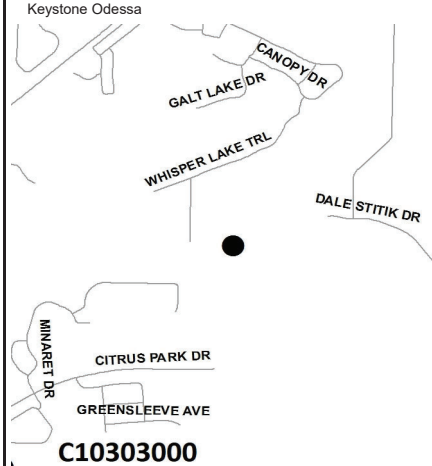 Keystone Odessa
CANOPY DR
GALT LAKE DR
WHISPER LAKE TRL
DALE STITIK DR
MINARET DR
CITRUS PARK DR
GREENSLEEVE AVE
C10303000